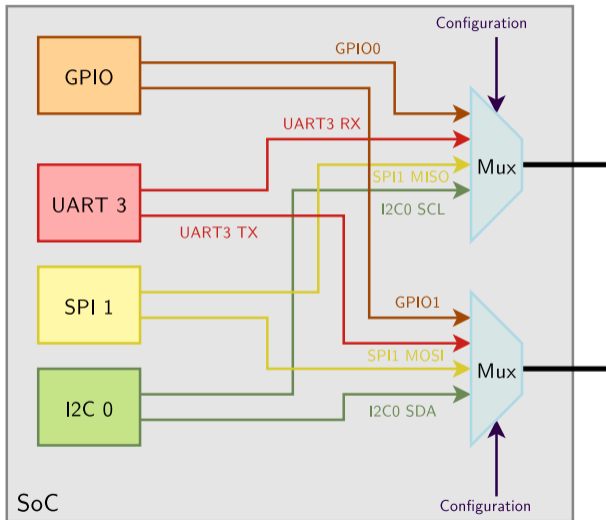 Configuration
GPIO0
GPIO
UART3 RX
Mux
SPI1 MISO
UART 3
I2C0 SCL
UART3 TX
GPIO1
SPI 1
SPI1 MOSI
Mux
I2C 0
I2C0 SDA
SoC
Configuration